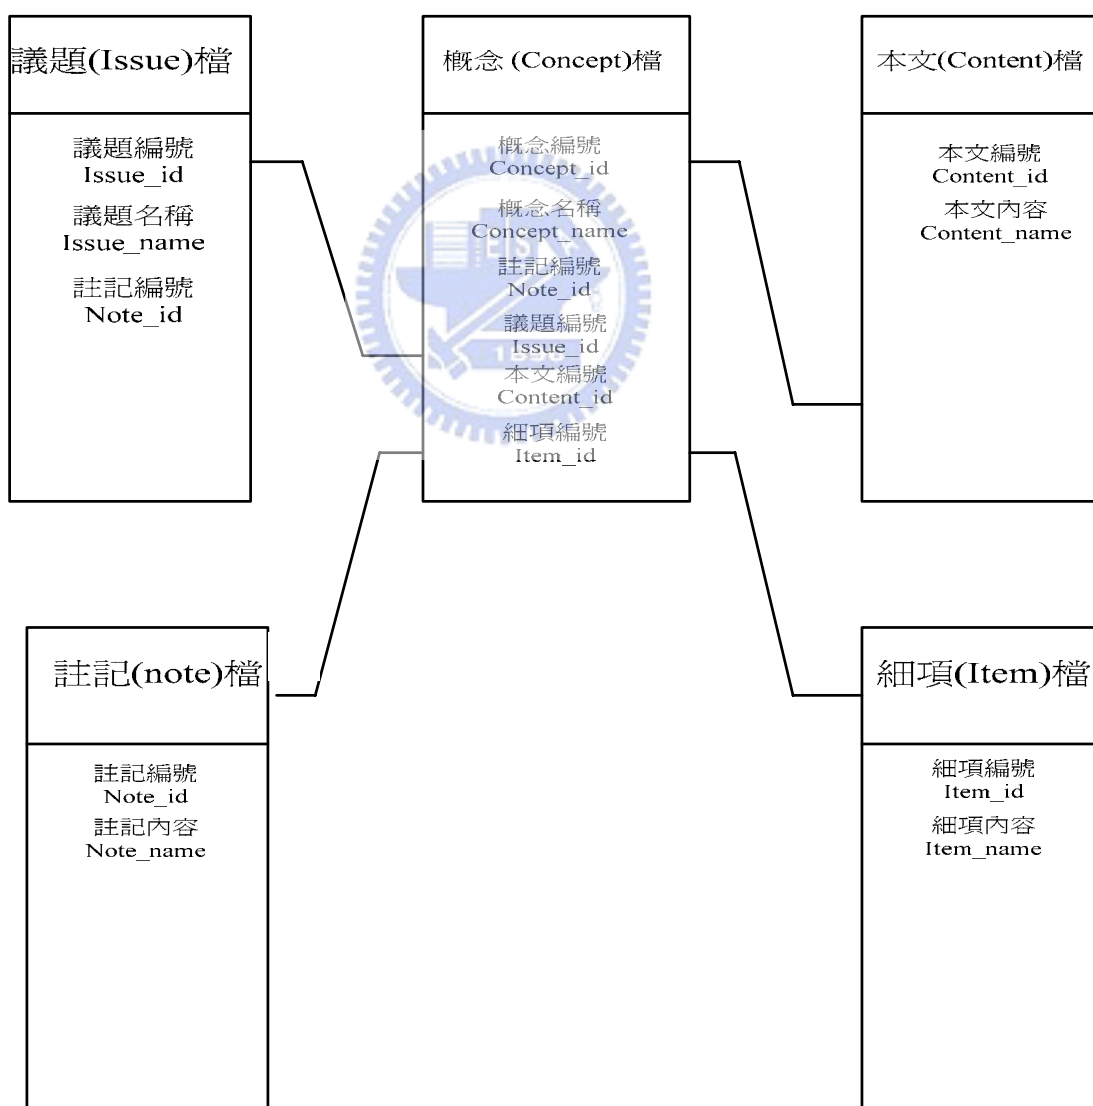 議題(Issue)檔
議題編號
Issue_id
議題名稱
Issue_name
註記編號
Note_id
概念 (Concept)檔
概念編號
Concept_id
概念名稱
Concept_name
註記編號
Note_id
議題編號
Issue_id
本文編號
Content_id
細項編號
Item_id
本文(Content)檔
本文編號
Content_id
本文內容
Content_name
註記(note)檔
註記編號
Note_id
註記內容
Note_name
細項(Item)檔
細項編號
Item_id
細項內容
Item_name